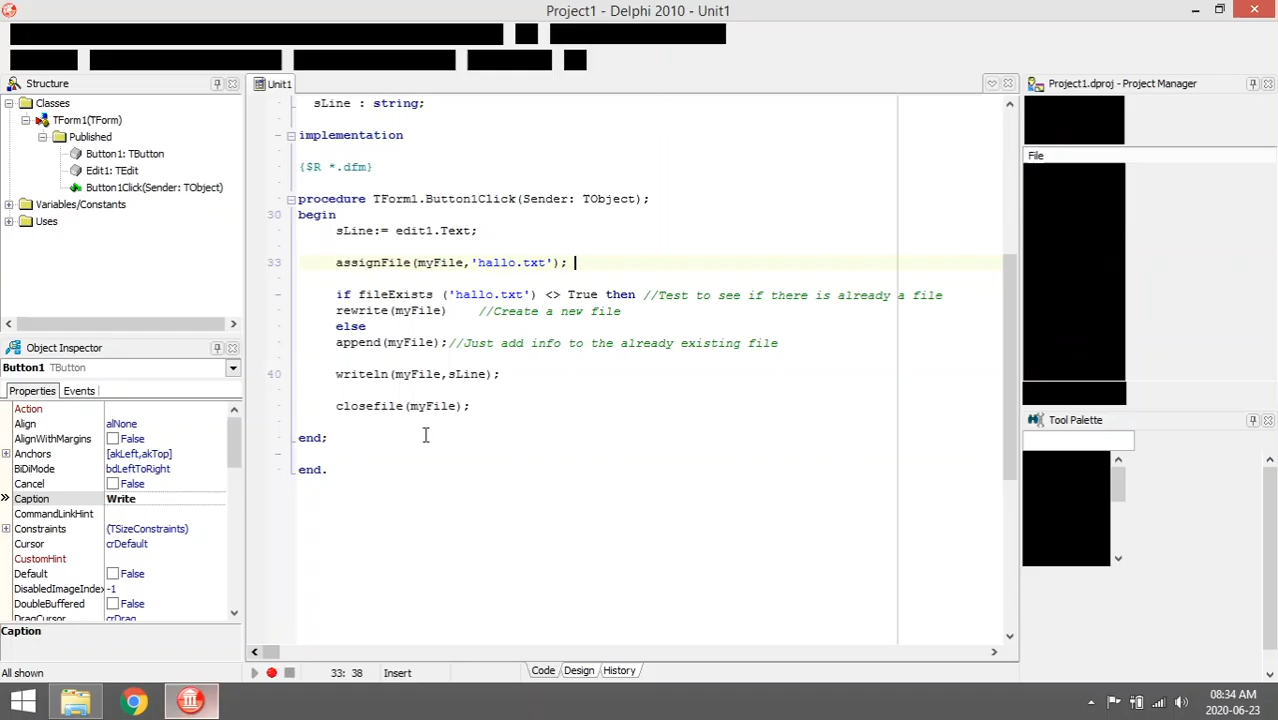 Project1 - Delphi 2010 - Unit1
Structure
Classes
TForm1(TForm)
Published
Button1: TButton
Edit1: TEdit
Button1Click(Sender: TObject)
Variables/Constants
Uses
Object Inspector
Button1 TButton
Properties Events
Action
Align alNone
AlignWithMargins False
Anchors [akLeft,akTop]
BiDiMode bdLeftToRight
Cancel False
Caption Write
CommandLinkHint
Constraints (TSizeConstraints)
Cursor crDefault
CustomHint
Default False
DisabledImageIndex -1
DoubleBuffered False
DragCursor crDrag
Caption
All shown
Unit1
sLine : string;
implementation
{$R *.dfm}
procedure TForm1.Button1Click(Sender: TObject);
30 begin
sLine:= edit1.Text;
33 assignFile(myFile,'hallo.txt');
if fileExists ('hallo.txt') <> True then //Test to see if there is already a file
rewrite(myFile) //Create a new file
else
append(myFile);//Just add info to the already existing file
40 writeln(myFile,sLine);
closefile(myFile);
end;
end.
33: 38 Insert Code Design History
Project1.dproj - Project Manager
File
Tool Palette
08:34 AM
2020-06-23